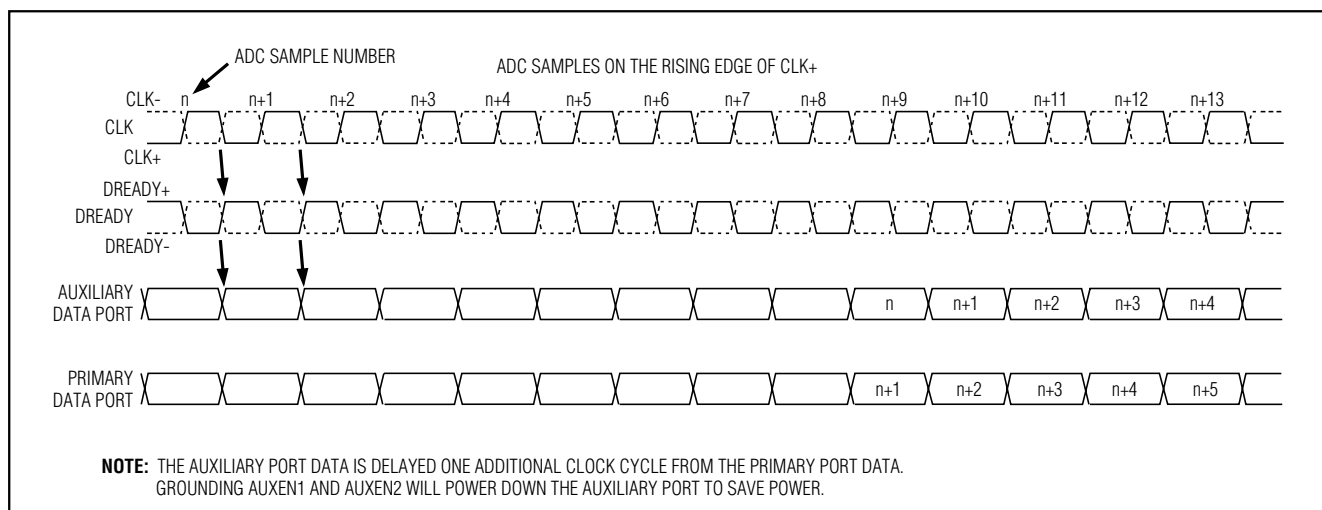 ADC SAMPLE NUMBER
ADC SAMPLES ON THE RISING EDGE OF CLK+
CLK- n n+1 n+2 n+3 n+4 n+5 n+6 n+7 n+8 n+9 n+10 n+11 n+12 n+13
CLK
CLK+
DREADY+
DREADY
DREADY-
AUXILIARY
DATA PORT n n+1 n+2 n+3 n+4
PRIMARY
DATA PORT n+1 n+2 n+3 n+4 n+5
NOTE: THE AUXILIARY PORT DATA IS DELAYED ONE ADDITIONAL CLOCK CYCLE FROM THE PRIMARY PORT DATA.
GROUNDING AUXEN1 AND AUXEN2 WILL POWER DOWN THE AUXILIARY PORT TO SAVE POWER.